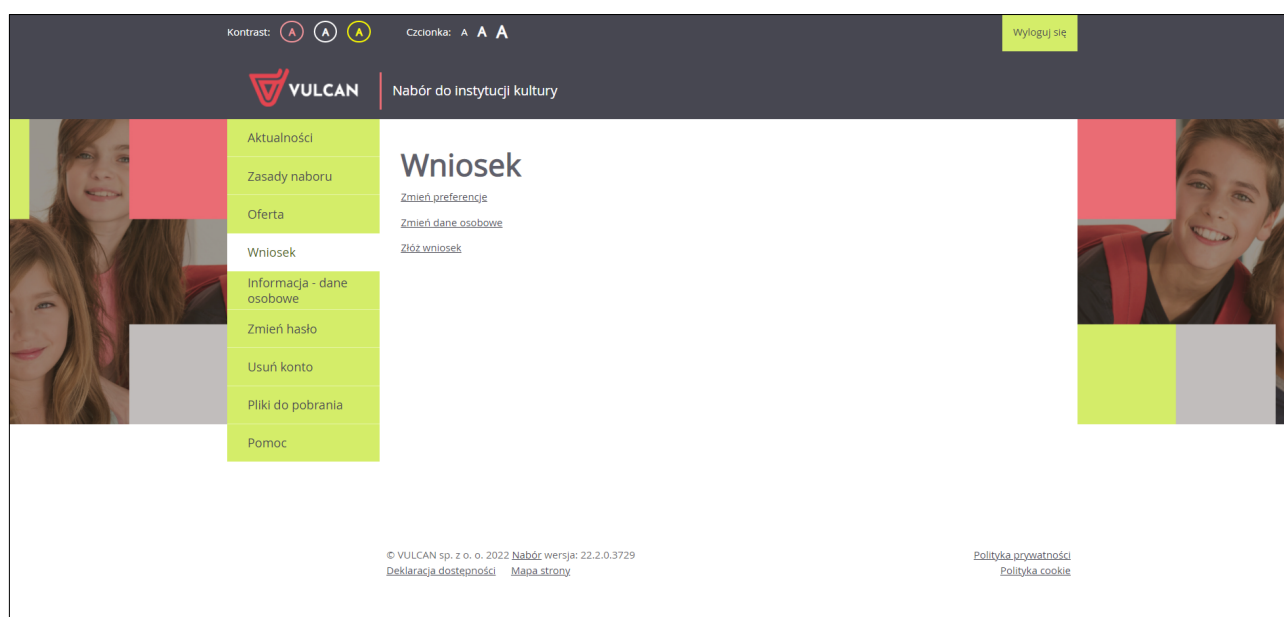 Kontrast: A A A Czcionka: A A A Wyloguj się
VULCAN Nabór do instytucji kultury
Aktualności
Zasady naboru
Oferta
Wniosek
Informacja - dane
osobowe
Zmień hasło
Usuń konto
Pliki do pobrania
Pomoc
Wniosek
Zmień preferencje
Zmień dane osobowe
Złóż wniosek
© VULCAN sp. z o. o. 2022 Nabór wersja: 22.2.0.3729
Deklaracja dostępności Mapa strony
Polityka prywatności
Polityka cookie